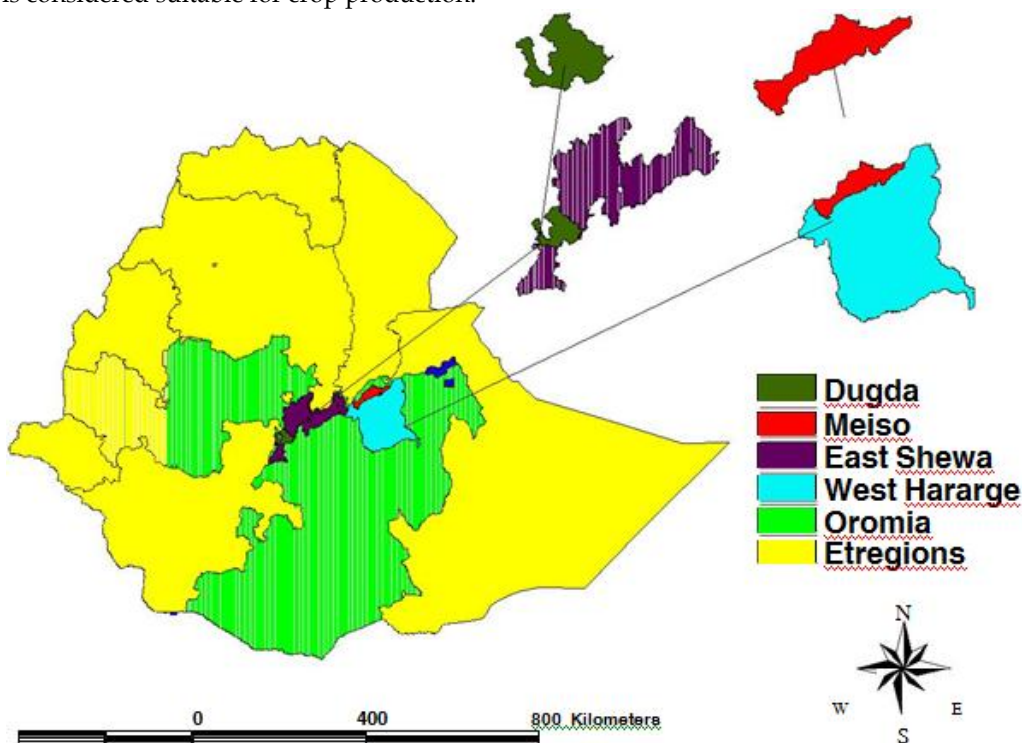 is considered suitable for crop production.
Dugda
Meiso
East Shewa
West Hararge
Oromia
Etregions
N
W E
S
0 400 800 Kilometers